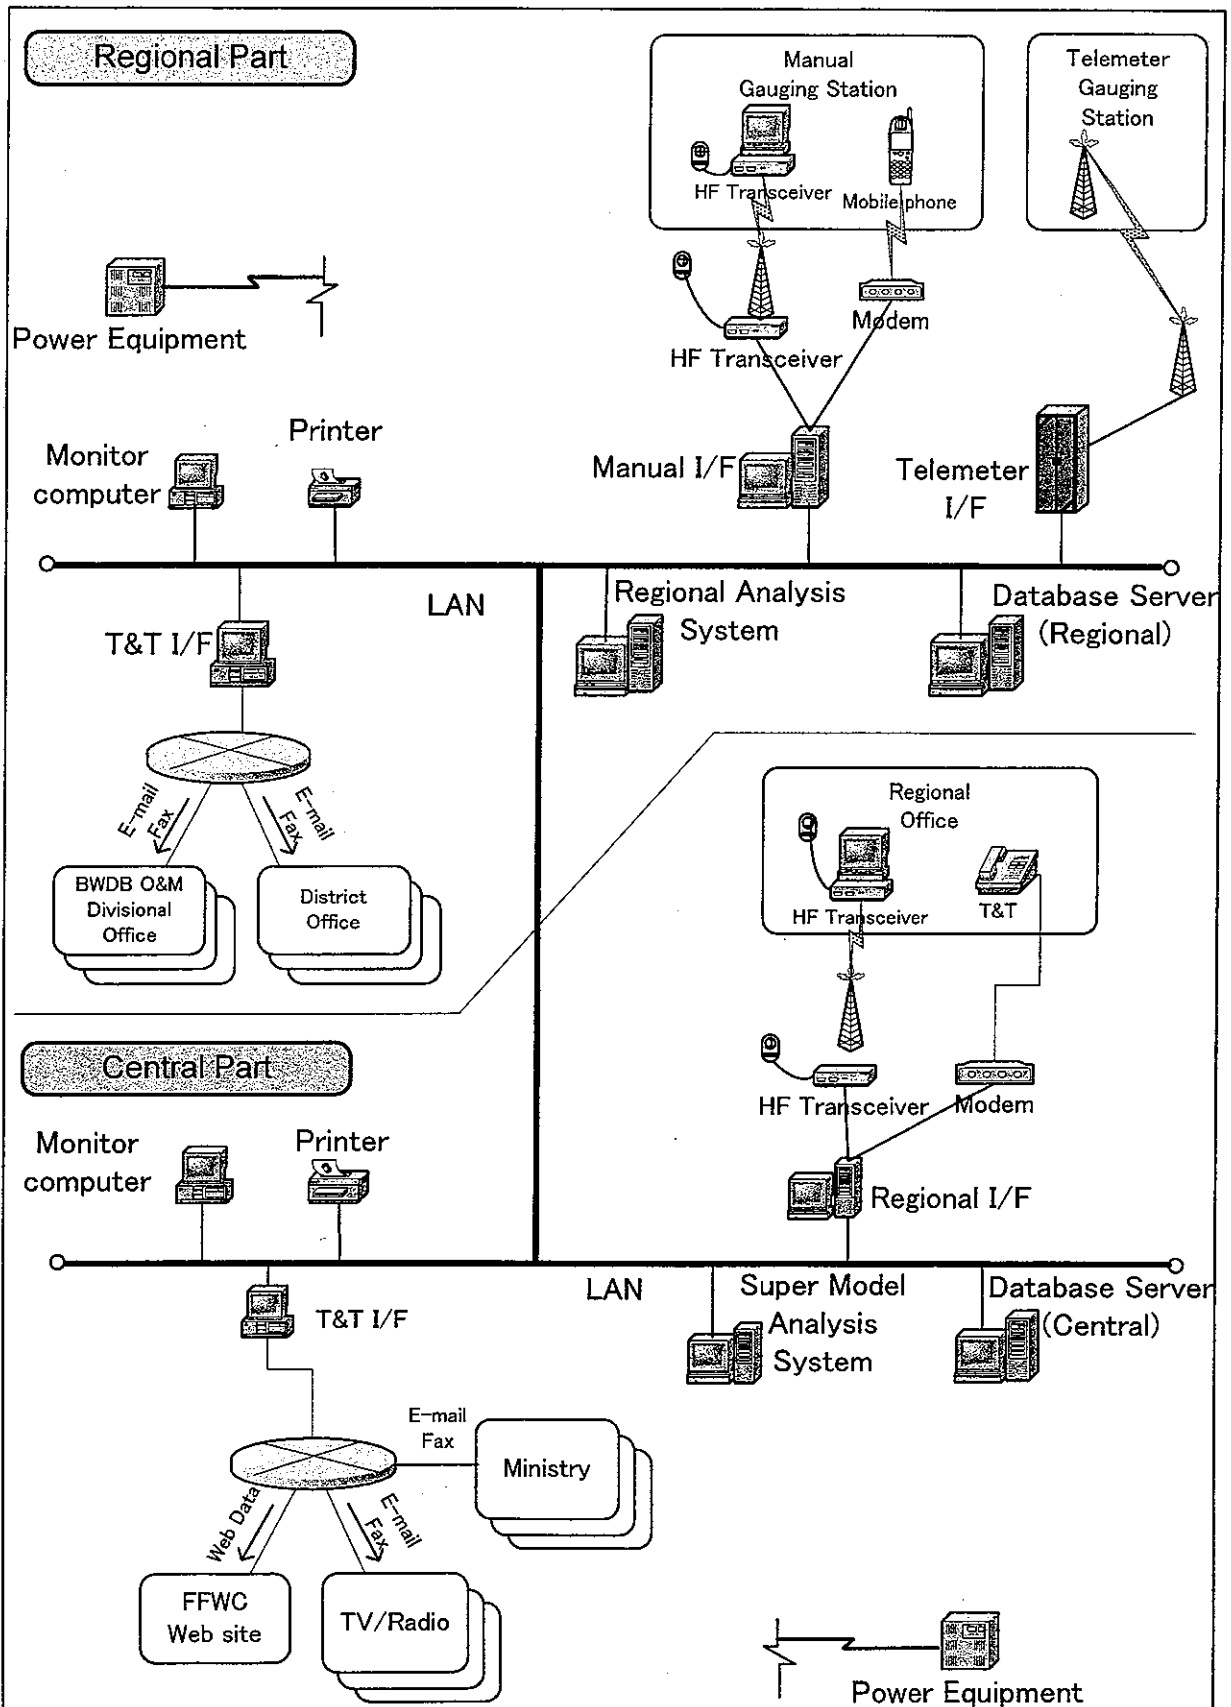 Regional Part
Manual
Gauging Station
HF Transceiver
Mobile phone
Telemeter
Gauging
Station
Power Equipment
HF Transceiver
Modem
Monitor
computer
Printer
Manual I/F
Telemeter
I/F
LAN
T&T I/F
Regional Analysis
System
Database Server
(Regional)
E-mail
Fax
E-mail
Fax
BWDB O&M
Divisional
Office
District
Office
Regional
Office
HF Transceiver
T&T
HF Transceiver
Modem
Central Part
Monitor
computer
Printer
Regional I/F
LAN
T&T I/F
Super Model
Analysis
System
Database Server
(Central)
E-mail
Fax
Ministry
Web Data
E-mail
Fax
FFWC
Web site
TV/Radio
Power Equipment